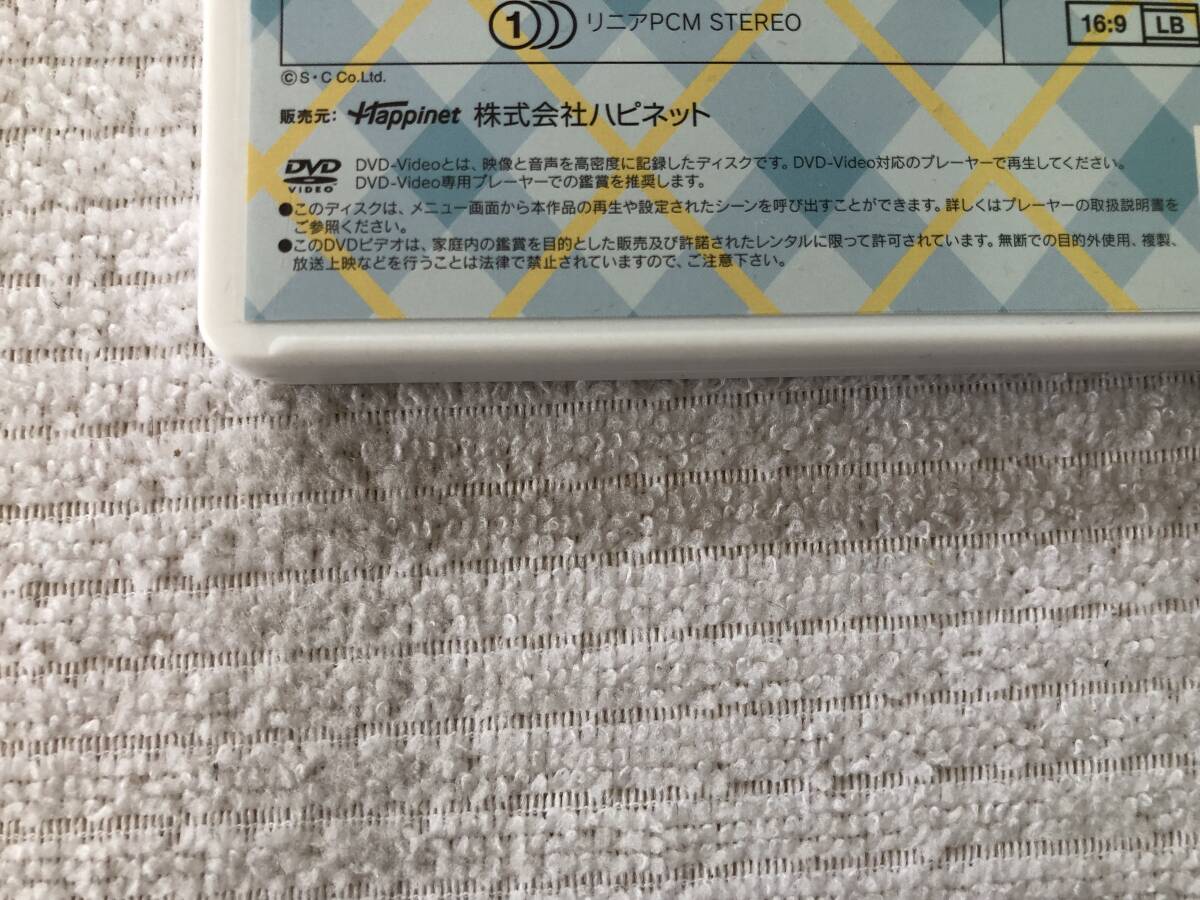 1 リニアPCM STEREO
16:9 LB
©S・C Co.Ltd.
販売元: Happinet 株式会社ハピネット
DVD VIDEO
DVD-Videoとは、映像と音声を高密度に記録したディスクです。DVD-Video対応のプレーヤーで再生してください。
DVD-Video専用プレーヤーでの鑑賞を推奨します。
●このディスクは、メニュー画面から本作品の再生や設定されたシーンを呼び出すことができます。詳しくはプレーヤーの取扱説明書を
ご参照ください。
●このDVDビデオは、家庭内の鑑賞を目的とした販売及び許諾されたレンタルに限って許可されています。無断での目的外使用、複製、
放送上映などを行うことは法律で禁止されていますので、ご注意下さい。